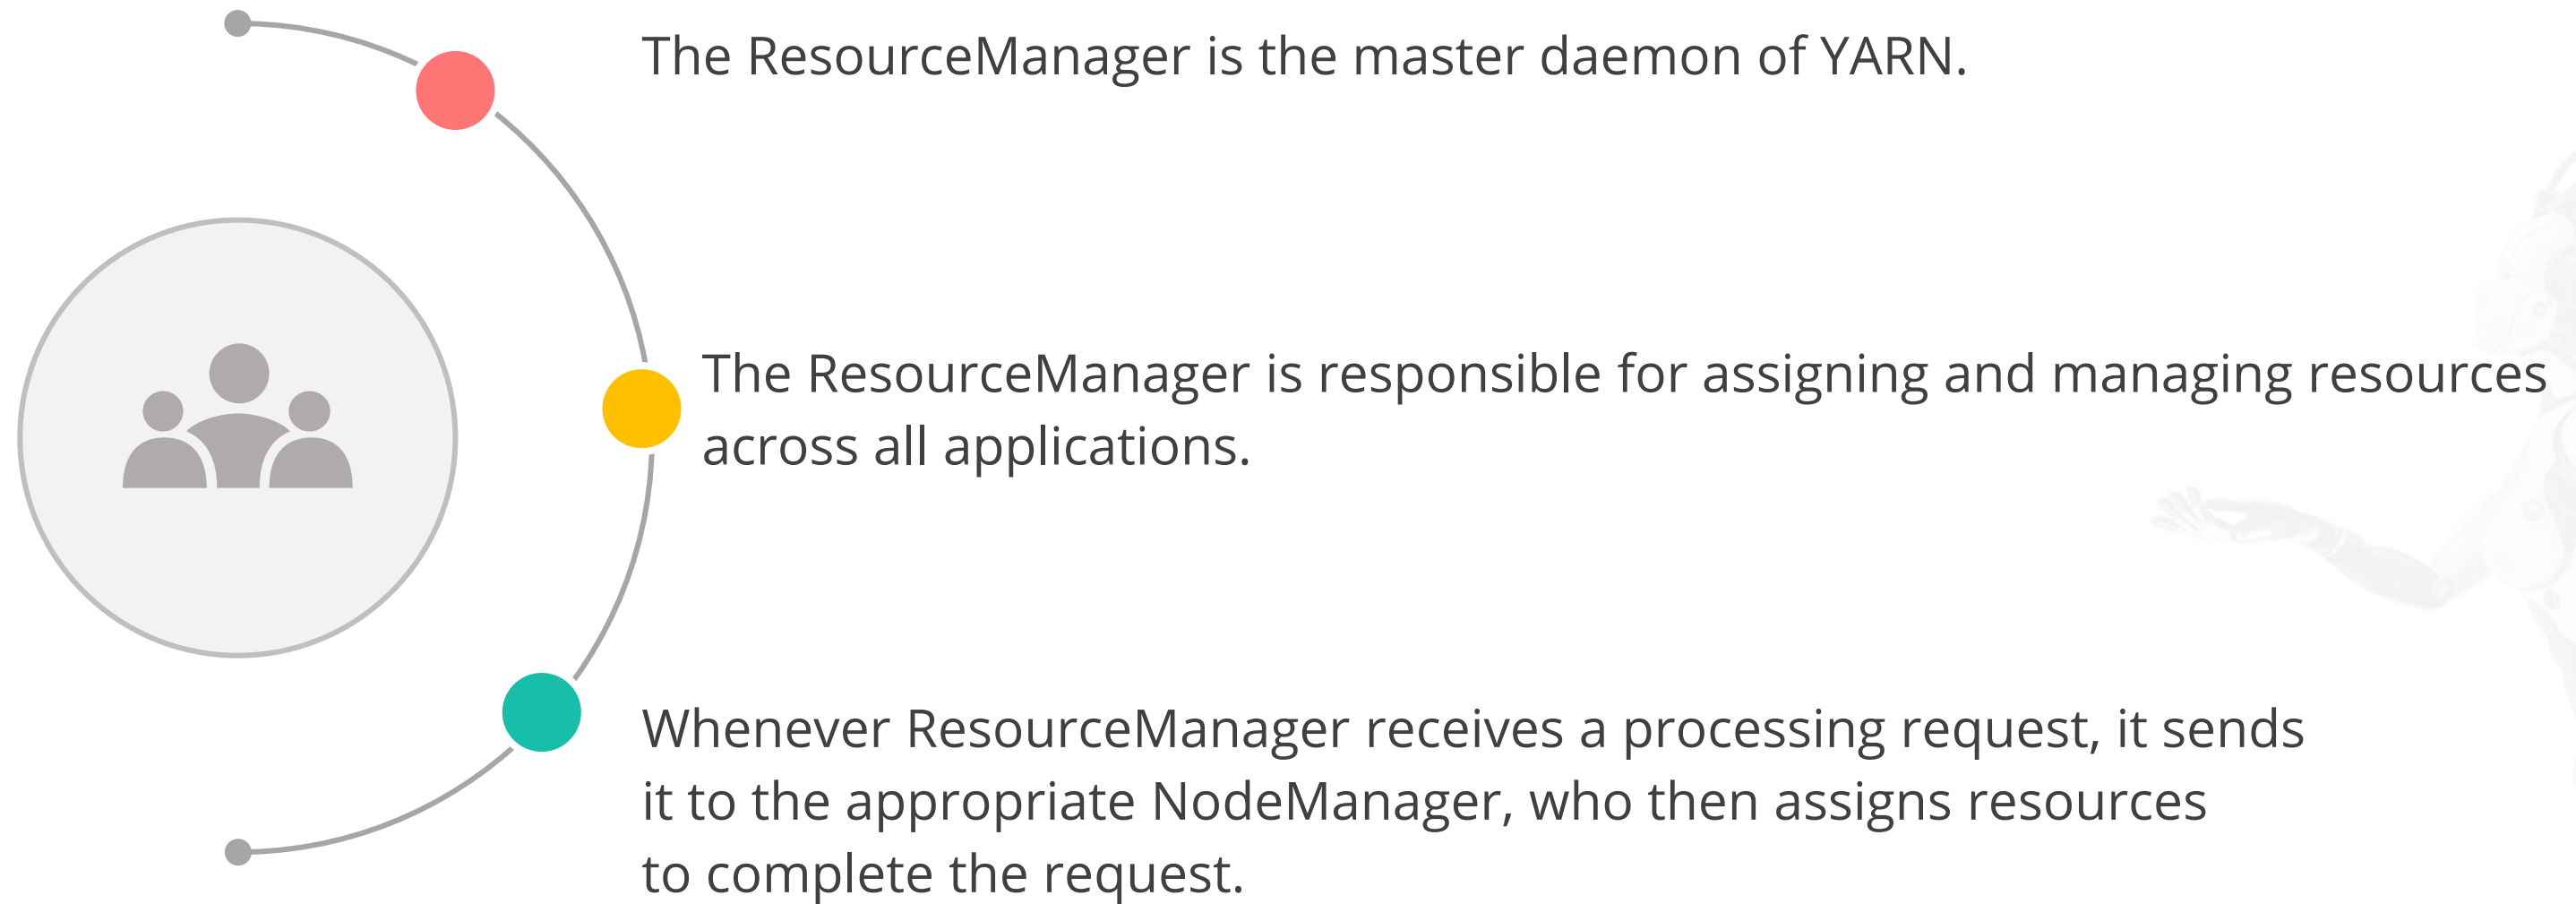 The ResourceManager is the master daemon of YARN.
The ResourceManager is responsible for assigning and managing resources
across all applications.
Whenever ResourceManager receives a processing request, it sends
it to the appropriate NodeManager, who then assigns resources
to complete the request.